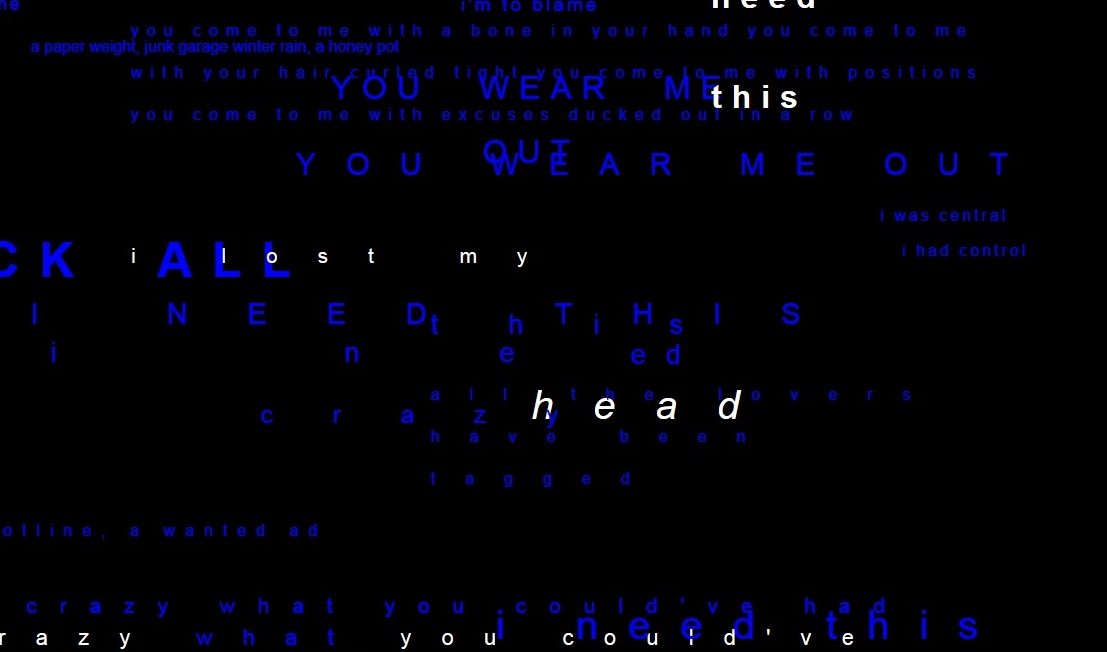 i'm to blame
need
you come to me with a bone in your hand you come to me
a paper weight, junk garage winter rain, a honey pot
with your hair curled tight you come to me with positions
YOU WEAR ME
this
you come to me with excuses ducked out in a row
OUT
YOU WEAR ME OUT
i was central
i had control
CK ALL
i lost my
I NEED THIS
this
i need
all the lovers
head
crazy
have been
tagged
otline, a wanted ad
crazy what you could've had
i need this
razy what you could've